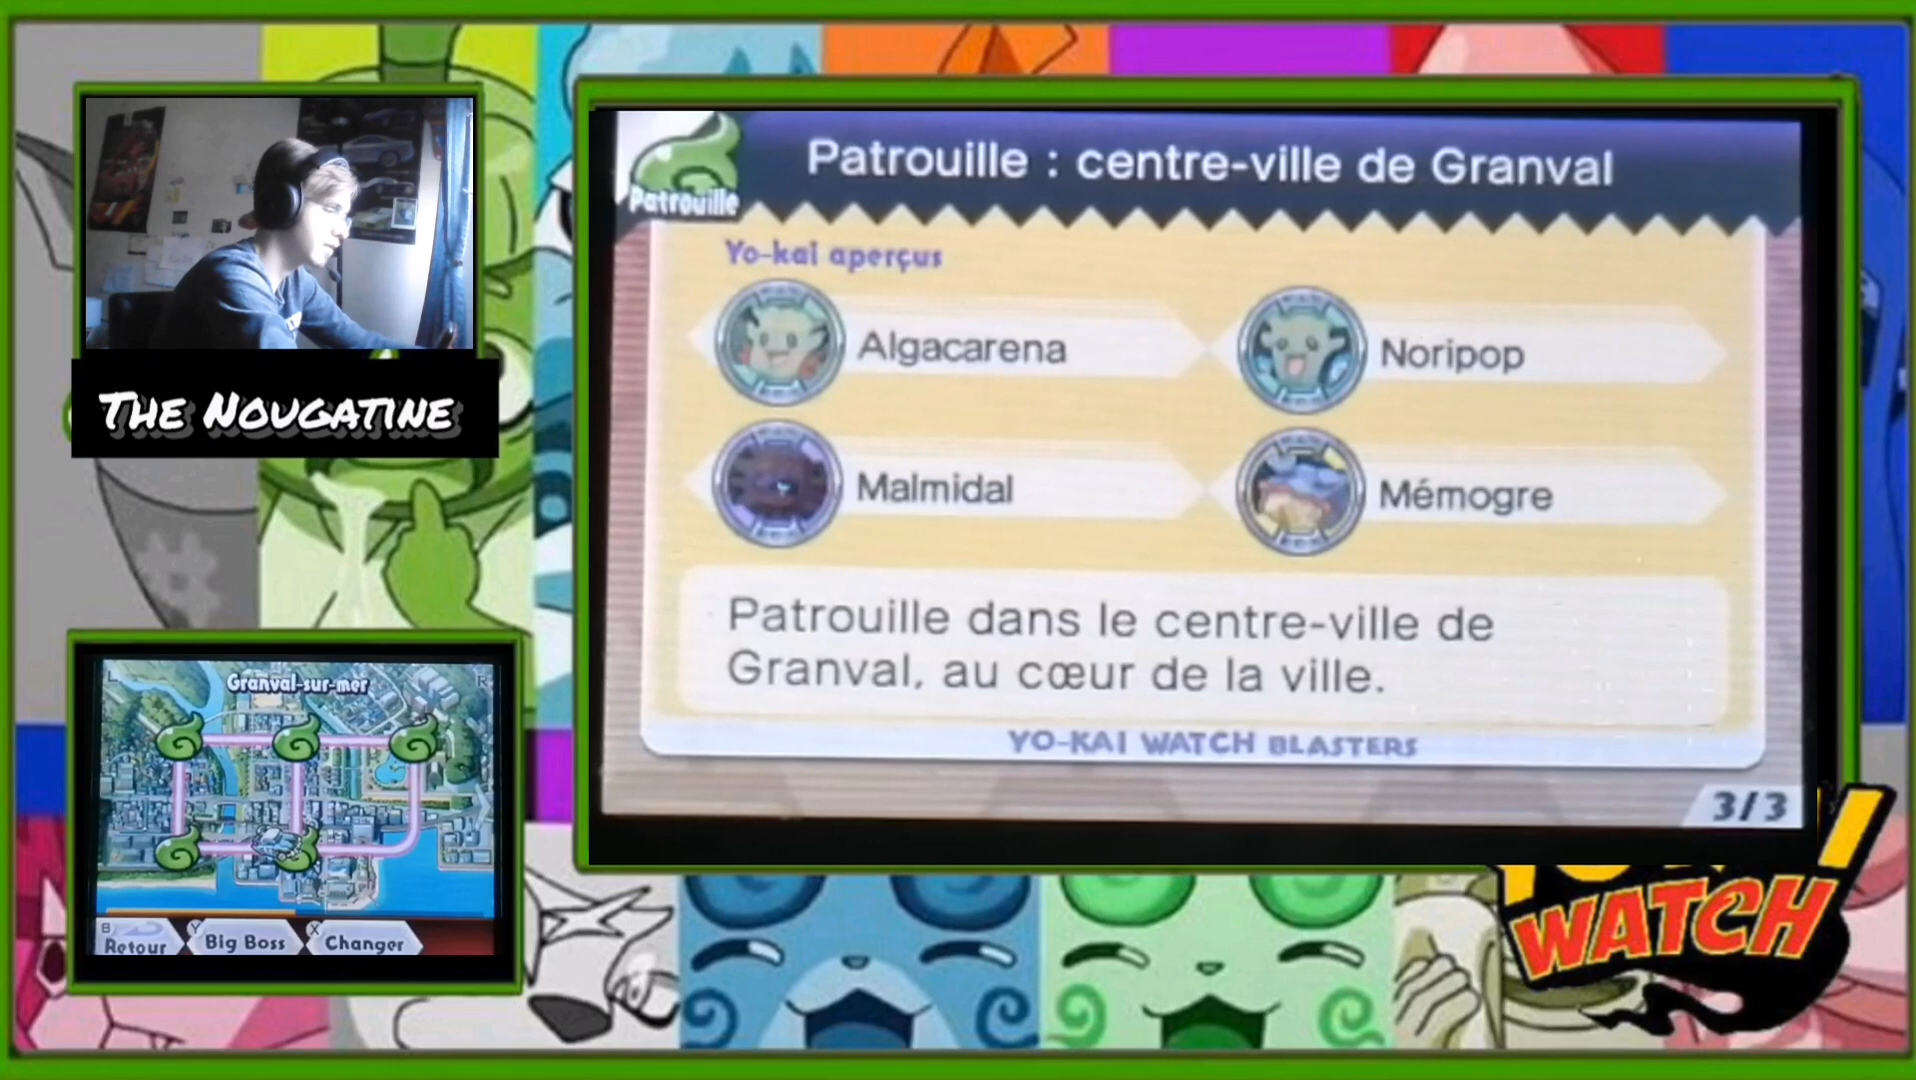 THE NOUGATINE
Patrouille
Patrouille : centre-ville de Granval
Yo-kai aperçus
Algacarena
Noripop
Malmidal
Mémogre
Patrouille dans le centre-ville de
Granval, au cœur de la ville.
YO-KAI WATCH BLASTERS
3/3
L
Granval-sur-mer
R
B
Retour
Y
Big Boss
X
Changer
WATCH